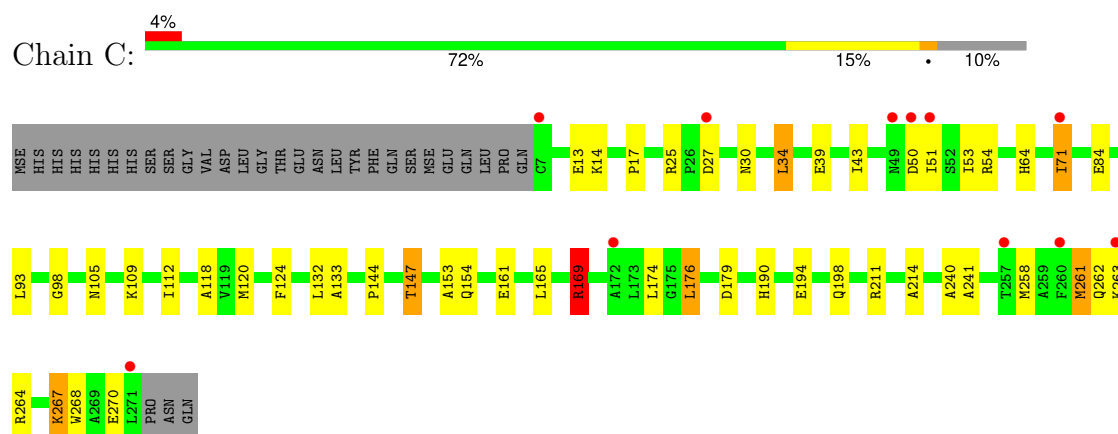 4%
Chain C:
72% 15% • 10%
MSE HIS HIS HIS HIS HIS HIS SER SER GLY VAL ASP LEU GLY THR GLU ASN LEU TYR PHE GLN SER MSE GLU GLN LEU PRO GLN C7 E13 K14 P17 R25 P26 D27 N30 L34 E39 I43 N49 D50 I51 S52 I53 R54 H64 I71 E84
L93 G98 N105 K109 I112 A118 V119 M120 F124 L132 A133 P144 T147 A153 Q154 E161 L165 R169 A172 L173 L174 G175 L176 D179 H190 E194 Q198 R211 A214 A240 A241 T257 M258 A259 F260 M261 Q262 K263
R264 K267 W268 A269 E270 L271 PRO ASN GLN